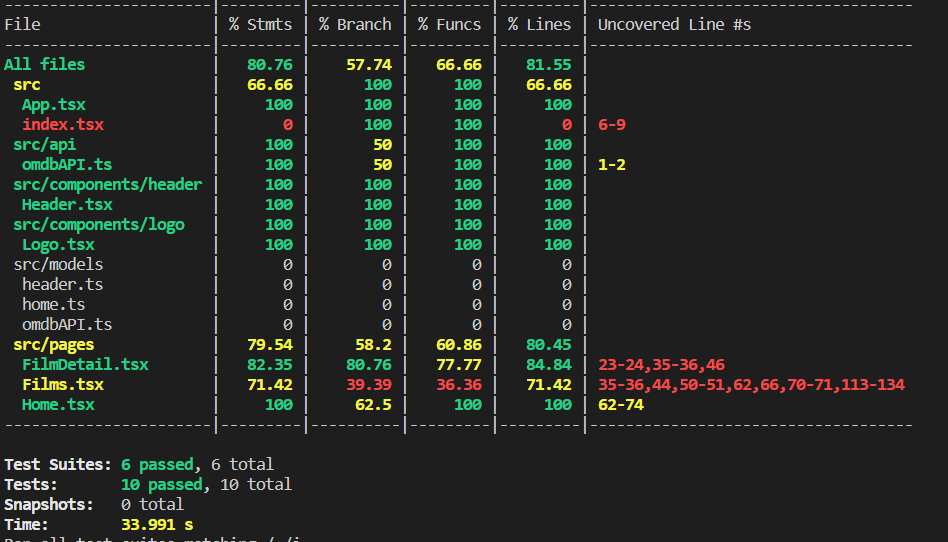 -----------------------|---------|----------|---------|---------|-----------------------------------
File                   | % Stmts | % Branch | % Funcs | % Lines | Uncovered Line #s
-----------------------|---------|----------|---------|---------|-----------------------------------
All files              |   80.76 |    57.74 |   66.66 |   81.55 |
 src                   |   66.66 |      100 |     100 |   66.66 |
  App.tsx              |     100 |      100 |     100 |     100 |
  index.tsx            |       0 |      100 |     100 |       0 | 6-9
 src/api               |     100 |       50 |     100 |     100 |
  omdbAPI.ts           |     100 |       50 |     100 |     100 | 1-2
 src/components/header |     100 |      100 |     100 |     100 |
  Header.tsx           |     100 |      100 |     100 |     100 |
 src/components/logo   |     100 |      100 |     100 |     100 |
  Logo.tsx             |     100 |      100 |     100 |     100 |
 src/models            |       0 |        0 |       0 |       0 |
  header.ts            |       0 |        0 |       0 |       0 |
  home.ts              |       0 |        0 |       0 |       0 |
  omdbAPI.ts           |       0 |        0 |       0 |       0 |
 src/pages             |   79.54 |     58.2 |   60.86 |   80.45 |
  FilmDetail.tsx       |   82.35 |    80.76 |   77.77 |   84.84 | 23-24,35-36,46
  Films.tsx            |   71.42 |    39.39 |   36.36 |   71.42 | 35-36,44,50-51,62,66,70-71,113-134
  Home.tsx             |     100 |     62.5 |     100 |     100 | 62-74
-----------------------|---------|----------|---------|---------|-----------------------------------
Test Suites: 6 passed, 6 total
Tests:       10 passed, 10 total
Snapshots:   0 total
Time:        33.991 s
Ran all test suites matching /./i